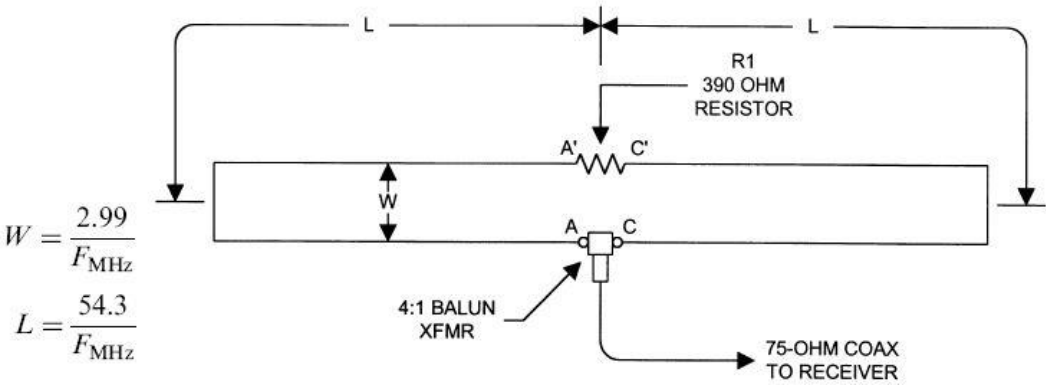 L
L
R1
390 OHM
RESISTOR
A' C'
W
A C
W = 2.99 / F_MHz
L = 54.3 / F_MHz
4:1 BALUN
XFMR
75-OHM COAX
TO RECEIVER